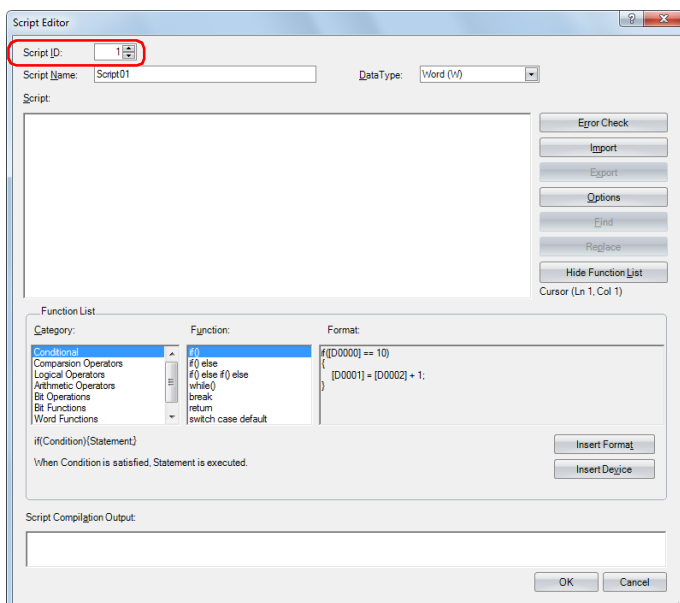 Script Editor
Script ID: 1
Script Name: Script01 DataType: Word (W)
Script:
Error Check
Import
Export
Options
Find
Replace
Hide Function List
Cursor (Ln 1, Col 1)
Function List
Category: Function: Format:
Conditional
Comparsion Operators
Logical Operators
Arithmetic Operators
Bit Operations
Bit Functions
Word Functions
if()
if() else
if() else if() else
while()
break
return
switch case default
if([D0000] == 10)
{
[D0001] = [D0002] + 1;
}
if(Condition){Statement;}
When Condition is satisfied, Statement is executed.
Insert Format
Insert Device
Script Compilation Output:
OK Cancel